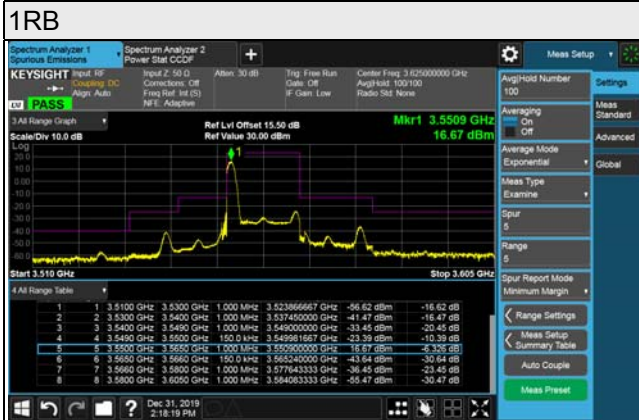 1RB
Spectrum Analyzer 1
Spurious Emissions
Spectrum Analyzer 2
Power Stat CCDF
+
Meas Setup
KEYSIGHT
Input: RF
Coupling: DC
Align: Auto
Input Z: 50 Ω
Corrections: Off
Freq Ref: Int (S)
NFE: Adaptive
Atten: 30 dB
Trig: Free Run
Gate: Off
IF Gain: Low
Center Freq: 3.625000000 GHz
Avg|Hold: 100/100
Radio Std: None
PASS
3 All Range Graph
Scale/Div 10.0 dB
Ref Lvl Offset 15.50 dB
Ref Value 30.00 dBm
Mkr1 3.5509 GHz
16.67 dBm
Log
20.0
10.0
0.00
-10.0
-20.0
-30.0
-40.0
-50.0
-60.0
1
Start 3.510 GHz
Stop 3.605 GHz
4 All Range Table
1 1 3.5100 GHz 3.5300 GHz 1.000 MHz 3.523866667 GHz -56.62 dBm -16.62 dB
2 2 3.5300 GHz 3.5400 GHz 1.000 MHz 3.537450000 GHz -41.47 dBm -16.47 dB
3 3 3.5400 GHz 3.5490 GHz 1.000 MHz 3.549000000 GHz -33.45 dBm -20.45 dB
4 4 3.5490 GHz 3.5500 GHz 150.0 kHz 3.549981667 GHz -23.39 dBm -10.39 dB
5 5 3.5500 GHz 3.5650 GHz 1.000 MHz 3.550900000 GHz 16.67 dBm -6.326 dB
6 6 3.5650 GHz 3.5660 GHz 150.0 kHz 3.565240000 GHz -43.64 dBm -30.64 dB
7 7 3.5660 GHz 3.5800 GHz 1.000 MHz 3.577643333 GHz -36.45 dBm -23.45 dB
8 8 3.5800 GHz 3.6050 GHz 1.000 MHz 3.584083333 GHz -55.47 dBm -30.47 dB
Avg|Hold Number
100
Averaging
On
Off
Average Mode
Exponential
Meas Type
Examine
Spur
5
Range
5
Spur Report Mode
Minimum Margin
Range Settings
Meas Setup
Summary Table
Auto Couple
Meas Preset
Settings
Meas
Standard
Advanced
Global
?
Dec 31, 2019
2:18:19 PM